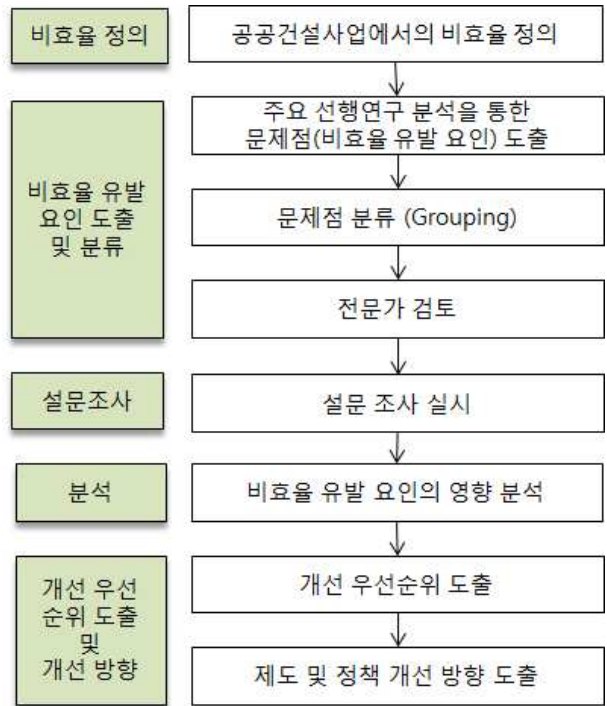 비효율 정의
공공건설사업에서의 비효율 정의
비효율 유발
요인 도출
및 분류
주요 선행연구 분석을 통한
문제점(비효율 유발 요인) 도출
문제점 분류 (Grouping)
전문가 검토
설문조사
설문 조사 실시
분석
비효율 유발 요인의 영향 분석
개선 우선
순위 도출
및
개선 방향
개선 우선순위 도출
제도 및 정책 개선 방향 도출